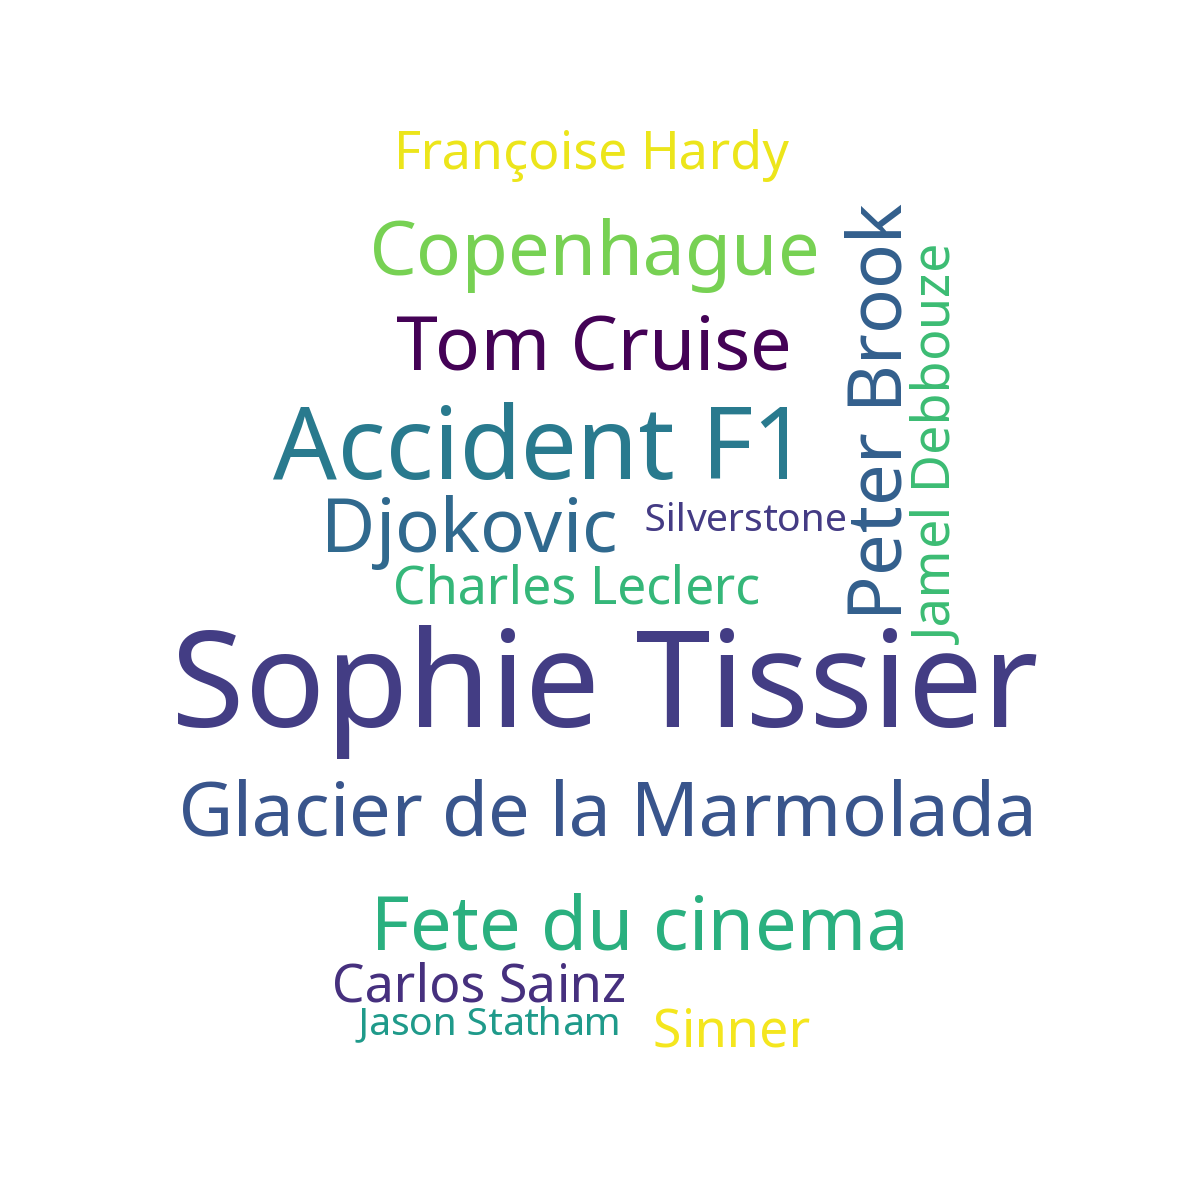 Françoise Hardy
Copenhague
Tom Cruise
Peter Brook
Jamel Debbouze
Accident F1
Djokovic
Silverstone
Charles Leclerc
Sophie Tissier
Glacier de la Marmolada
Fete du cinema
Carlos Sainz
Jason Statham
Sinner